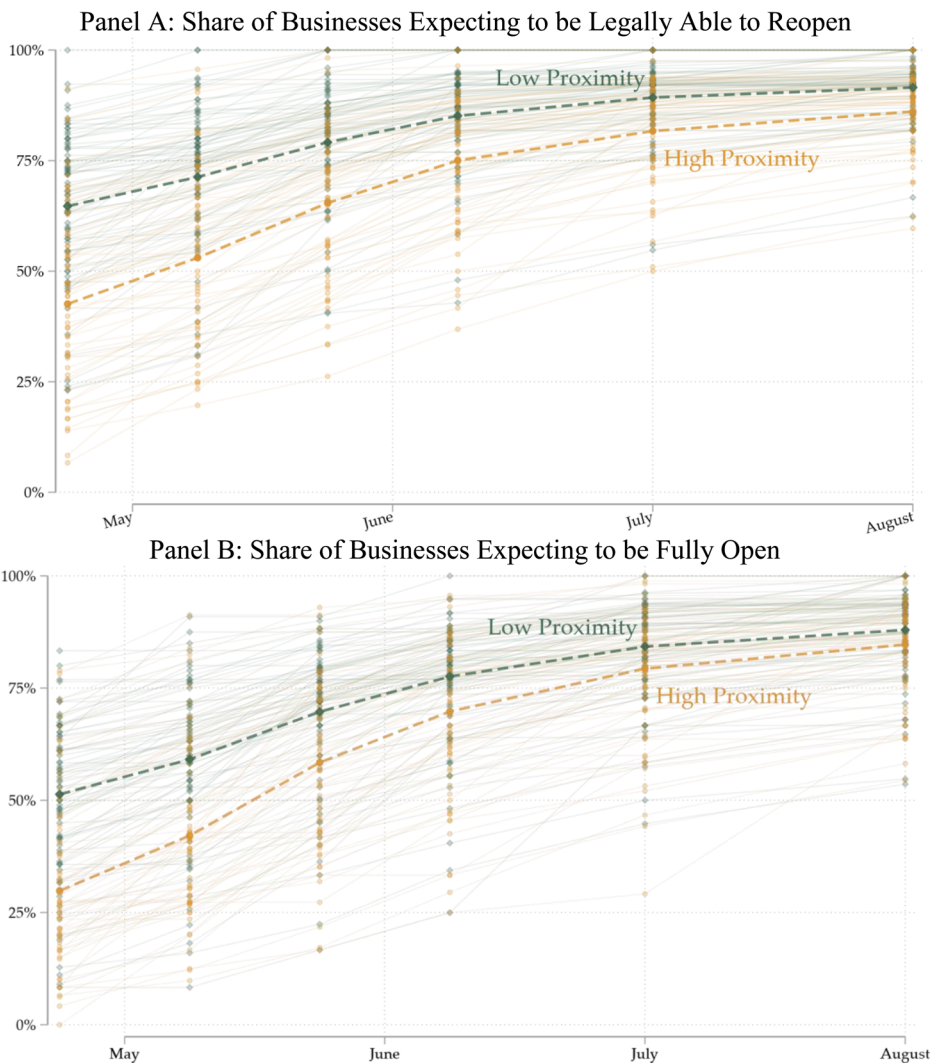 Panel A: Share of Businesses Expecting to be Legally Able to Reopen
100%
Low Proximity
75%
High Proximity
50%
25%
0%
May
June
July
August
Panel B: Share of Businesses Expecting to be Fully Open
100%
Low Proximity
75%
High Proximity
50%
25%
0%
May
June
July
August